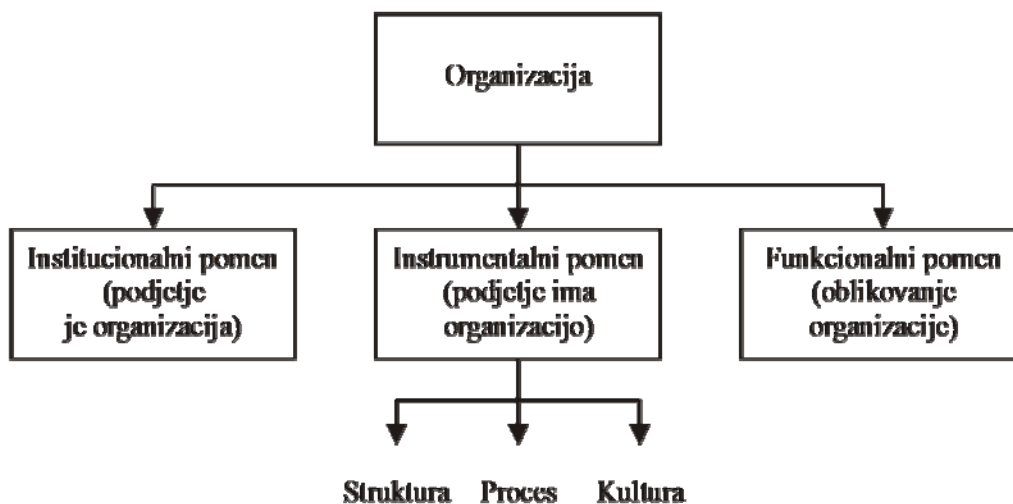 Organizacija
Institucionalni pomen
(podjetje
je organizacija)
Instrumentalni pomen
(podjetje ima
organizacijo)
Funkcionalni pomen
(oblikovanje
organizacije)
Struktura Proces Kultura